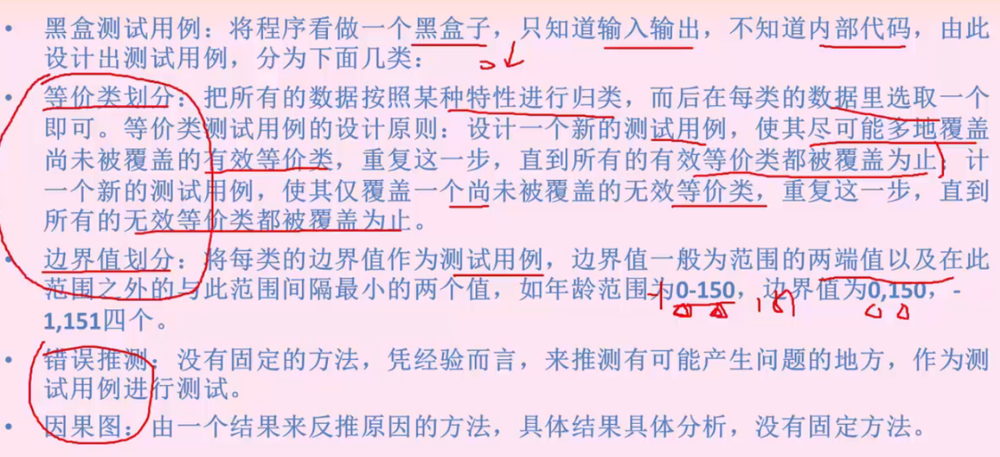 • 黑盒测试用例：将程序看做一个黑盒子，只知道输入输出，不知道内部代码，由此
设计出测试用例，分为下面几类：
• 等价类划分：把所有的数据按照某种特性进行归类，而后在每类的数据里选取一个
即可。等价类测试用例的设计原则：设计一个新的测试用例，使其尽可能多地覆盖
尚未被覆盖的有效等价类，重复这一步，直到所有的有效等价类都被覆盖为止；计
一个新的测试用例，使其仅覆盖一个尚未被覆盖的无效等价类，重复这一步，直到
所有的无效等价类都被覆盖为止。
• 边界值划分：将每类的边界值作为测试用例，边界值一般为范围的两端值以及在此
范围之外的与此范围间隔最小的两个值，如年龄范围为0-150，边界值为0,150，-
1,151四个。
• 错误推测：没有固定的方法，凭经验而言，来推测有可能产生问题的地方，作为测
试用例进行测试。
• 因果图：由一个结果来反推原因的方法，具体结果具体分析，没有固定方法。